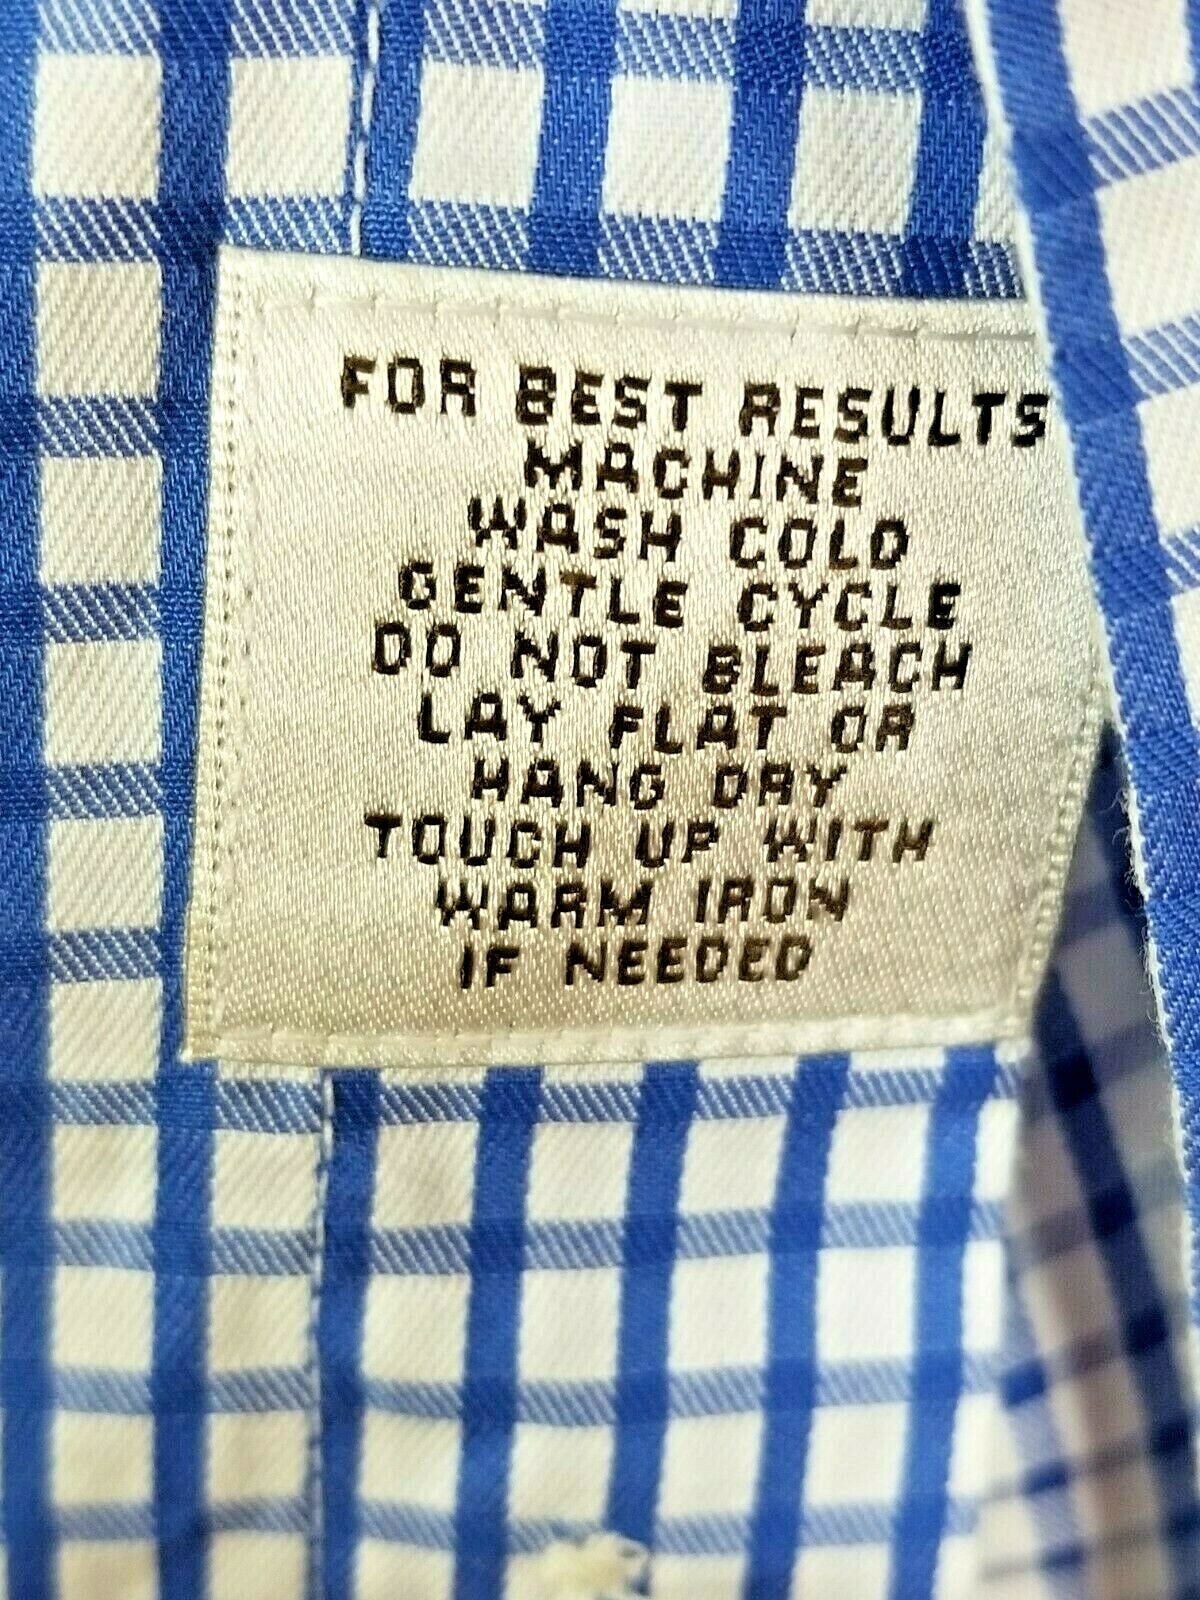 FOR BEST RESULTS
MACHINE
WASH COLD
GENTLE CYCLE
DO NOT BLEACH
LAY FLAT OR
HANG DRY
TOUCH UP WITH
WARM IRON
IF NEEDED